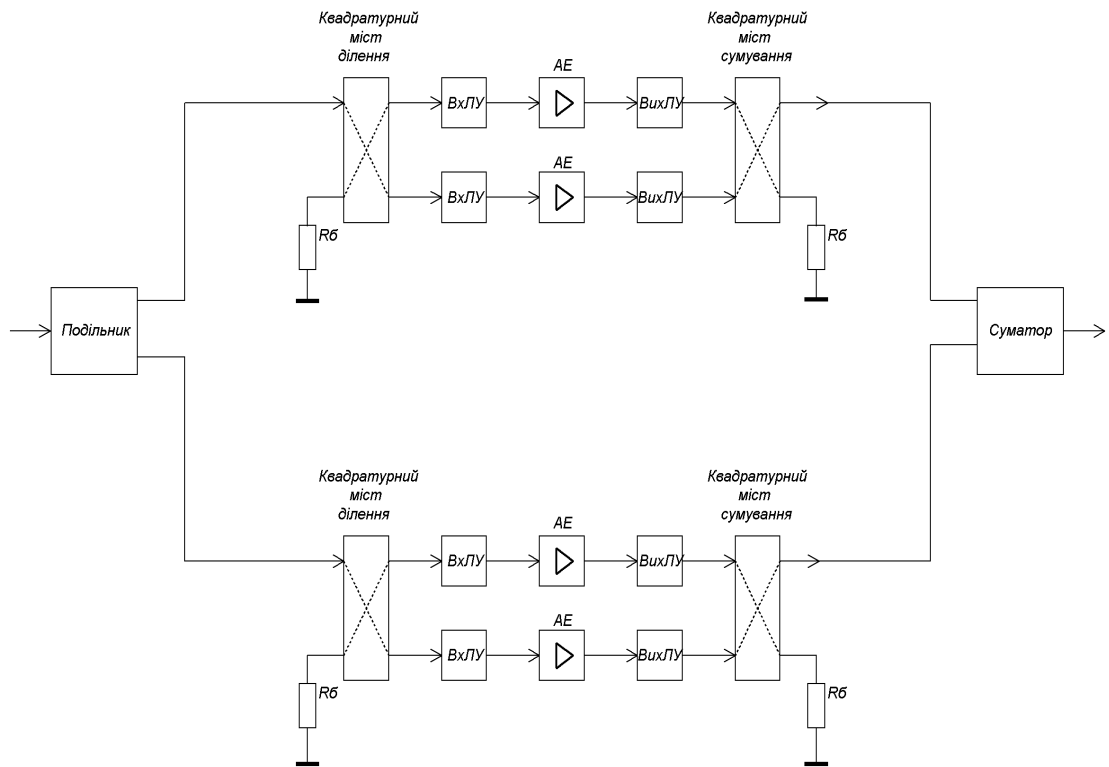 Квадратурний
міст
ділення
Квадратурний
міст
сумування
АЕ
ВхЛУ
ВихЛУ
АЕ
ВхЛУ
ВихЛУ
Rб
Rб
Подільник
Суматор
Квадратурний
міст
ділення
Квадратурний
міст
сумування
АЕ
ВхЛУ
ВихЛУ
АЕ
ВхЛУ
ВихЛУ
Rб
Rб